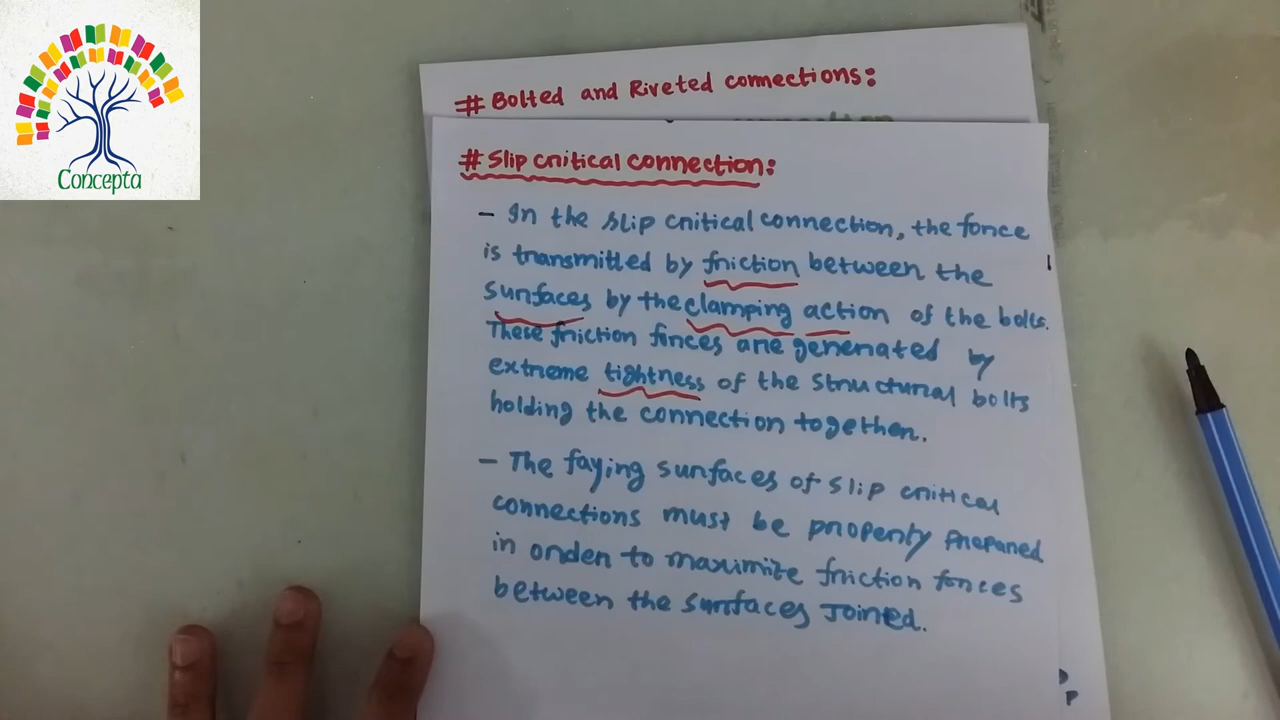 Concepta
# Bolted and Riveted connections:
# Slip critical connection:
- In the slip critical connection, the force
is transmitted by friction between the
surfaces by the clamping action of the bolts.
These friction forces are generated by
extreme tightness of the structural bolts
holding the connection together.
- The faying surfaces of slip critical
connections must be properly prepared
in order to maximize friction forces
between the surfaces joined.